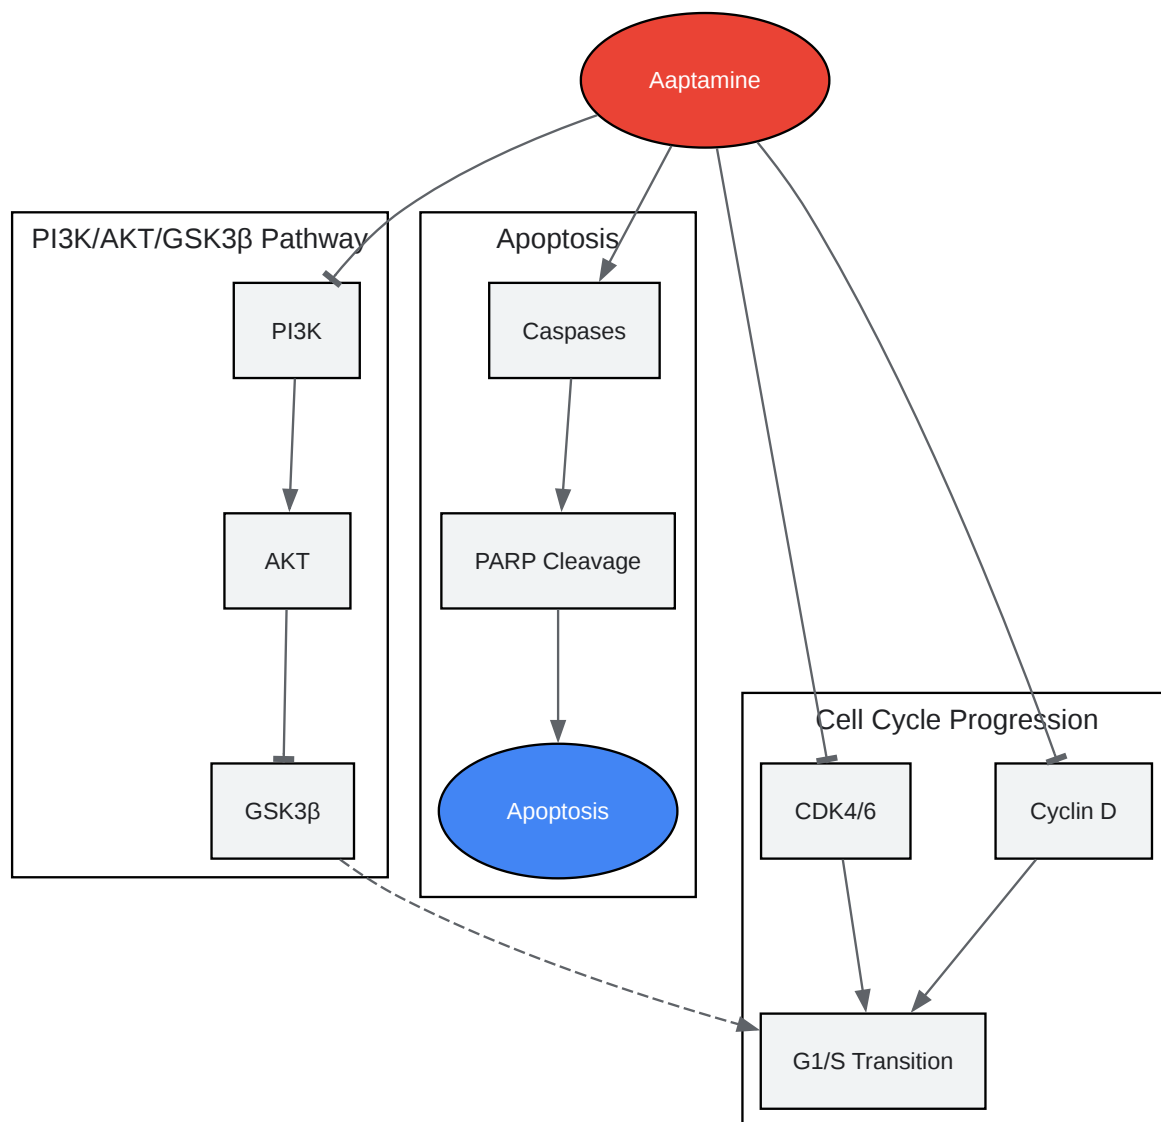 Aaptamine
PI3K/AKT/GSK3β Pathway
PI3K
AKT
GSK3β
Apoptosis
Caspases
PARP Cleavage
Apoptosis
Cell Cycle Progression
CDK4/6
Cyclin D
G1/S Transition